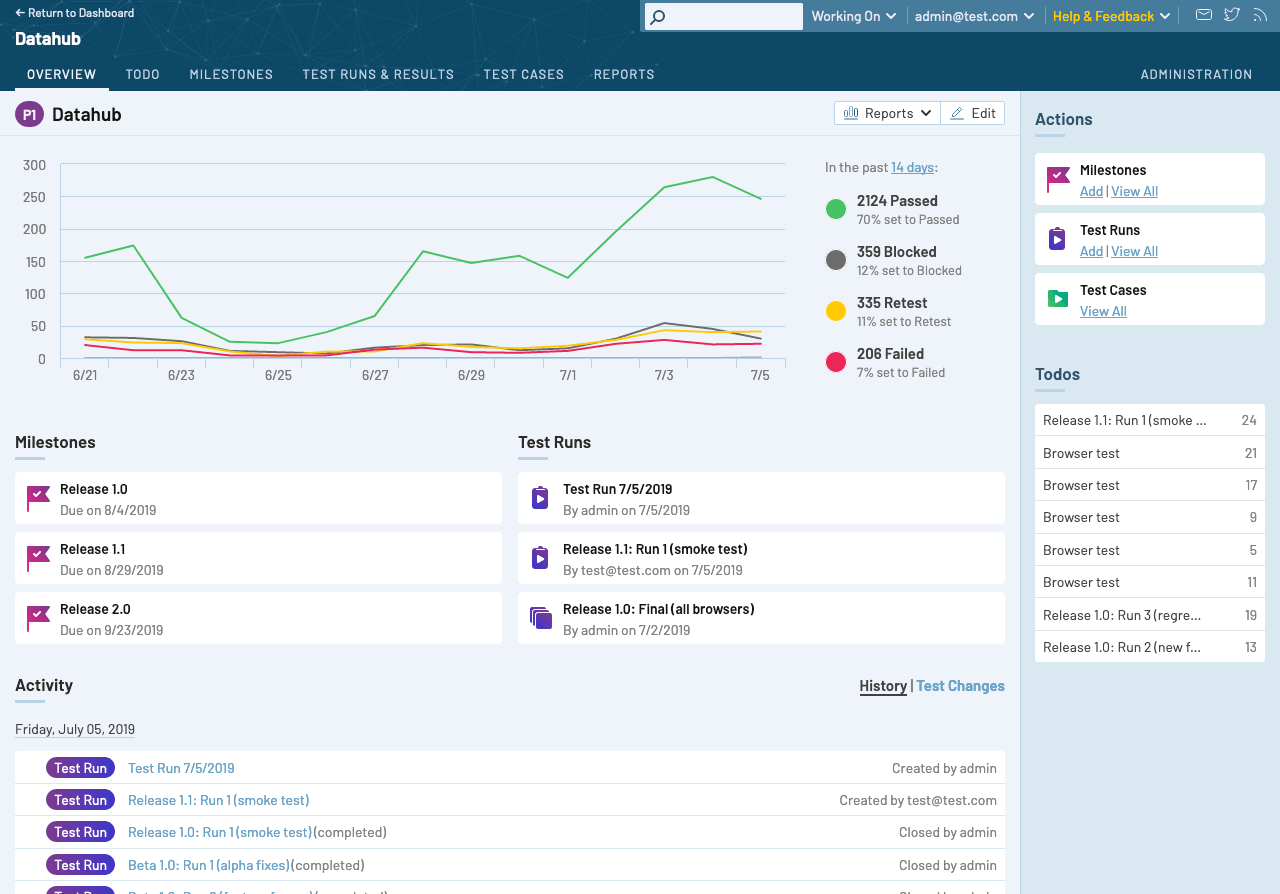 Return to Dashboard
Datahub
Working On
admin@test.com
Help & Feedback
OVERVIEW TODO MILESTONES TEST RUNS & RESULTS TEST CASES REPORTS ADMINISTRATION
P1 Datahub
Reports
Edit
300
250
200
150
100
50
0
6/21 6/23 6/25 6/27 6/29 7/1 7/3 7/5
In the past 14 days:
2124 Passed
70% set to Passed
359 Blocked
12% set to Blocked
335 Retest
11% set to Retest
206 Failed
7% set to Failed
Milestones
Release 1.0
Due on 8/4/2019
Release 1.1
Due on 8/29/2019
Release 2.0
Due on 9/23/2019
Test Runs
Test Run 7/5/2019
By admin on 7/5/2019
Release 1.1: Run 1 (smoke test)
By test@test.com on 7/5/2019
Release 1.0: Final (all browsers)
By admin on 7/2/2019
Activity
History | Test Changes
Friday, July 05, 2019
Test Run Test Run 7/5/2019 Created by admin
Test Run Release 1.1: Run 1 (smoke test) Created by test@test.com
Test Run Release 1.0: Run 1 (smoke test) (completed) Closed by admin
Test Run Beta 1.0: Run 1 (alpha fixes) (completed) Closed by admin
Actions
Milestones
Add | View All
Test Runs
Add | View All
Test Cases
View All
Todos
Release 1.1: Run 1 (smoke ... 24
Browser test 21
Browser test 17
Browser test 9
Browser test 5
Browser test 11
Release 1.0: Run 3 (regre... 19
Release 1.0: Run 2 (new f... 13